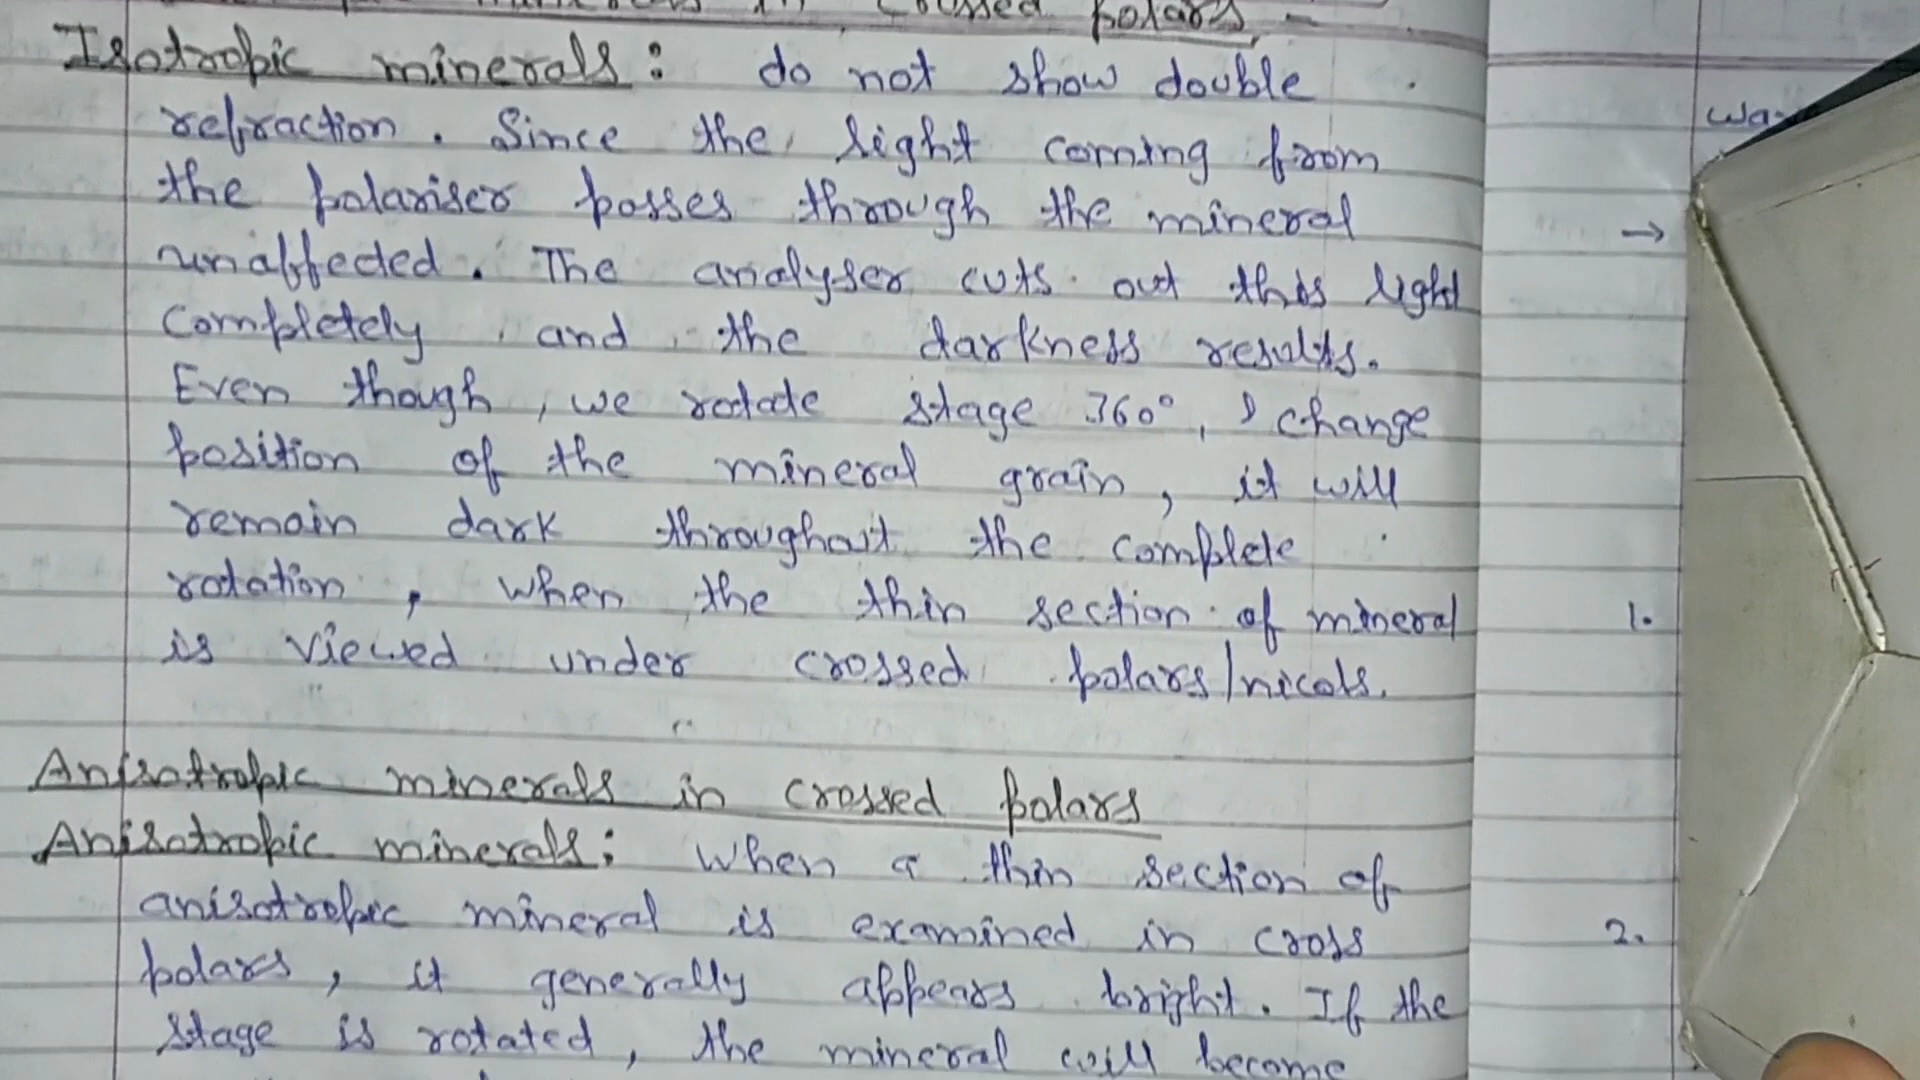 in crossed polars,
Isotropic minerals: do not show double
refraction. Since the light coming from
the polariser passes through the mineral
unaffected. The analyser cuts out this light
completely and the darkness results.
Even though, we rotate stage 360°, & change
position of the mineral grain, it will
remain dark throughout the complete
rotation, when the thin section of mineral
is viewed under crossed polars/nicols.
Anisotropic minerals in crossed polars
Anisotropic minerals: When a thin section of
anisotropic mineral is examined in cross
polars, it generally appears bright. If the
stage is rotated, the mineral will become
→
1.
2.